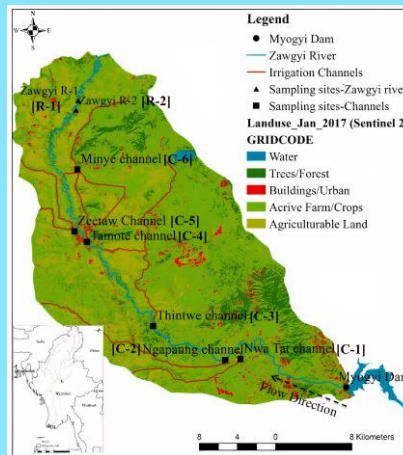 N
W
E
S
Legend
Myogyi Dam
Zawgyi River
Irrigation Channels
Sampling sites-Zawgyi river
Sampling sites-Channels
Landuse_Jan_2017 (Sentinel 2
GRIDCODE
Water
Trees/Forest
Buildings/Urban
Acrive Farm/Crops
Agriculturable Land
Zawgyi R-1
[R-1]
Zawgyi R-2 [R-2]
Minye channel [C-6]
Zeetaw Channel [C-5]
Tamote channel [C-4]
Thintwe channel [C-3]
[C-2] Ngapaung channel
Nwa Tat channel [C-1]
Myogyi Dam
Flow Direction
8 4 0 8 Kilometers